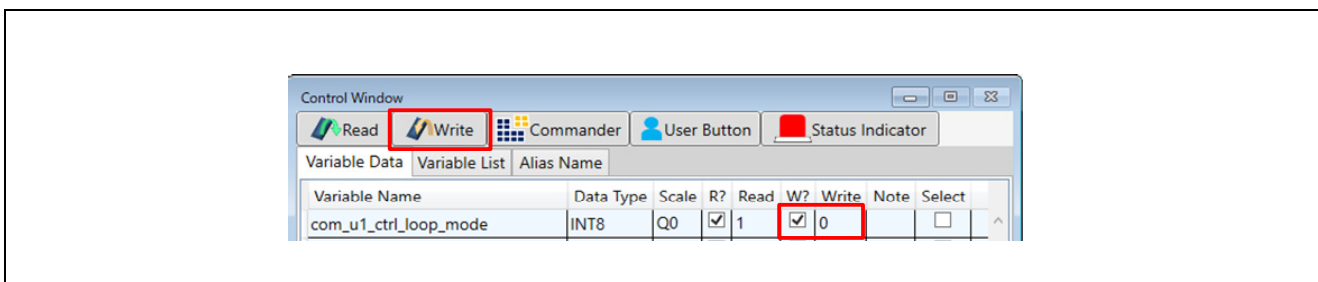 Control Window
Read Write Commander User Button Status Indicator
Variable Data Variable List Alias Name
Variable Name Data Type Scale R? Read W? Write Note Select
com_u1_ctrl_loop_mode INT8 Q0 1 0